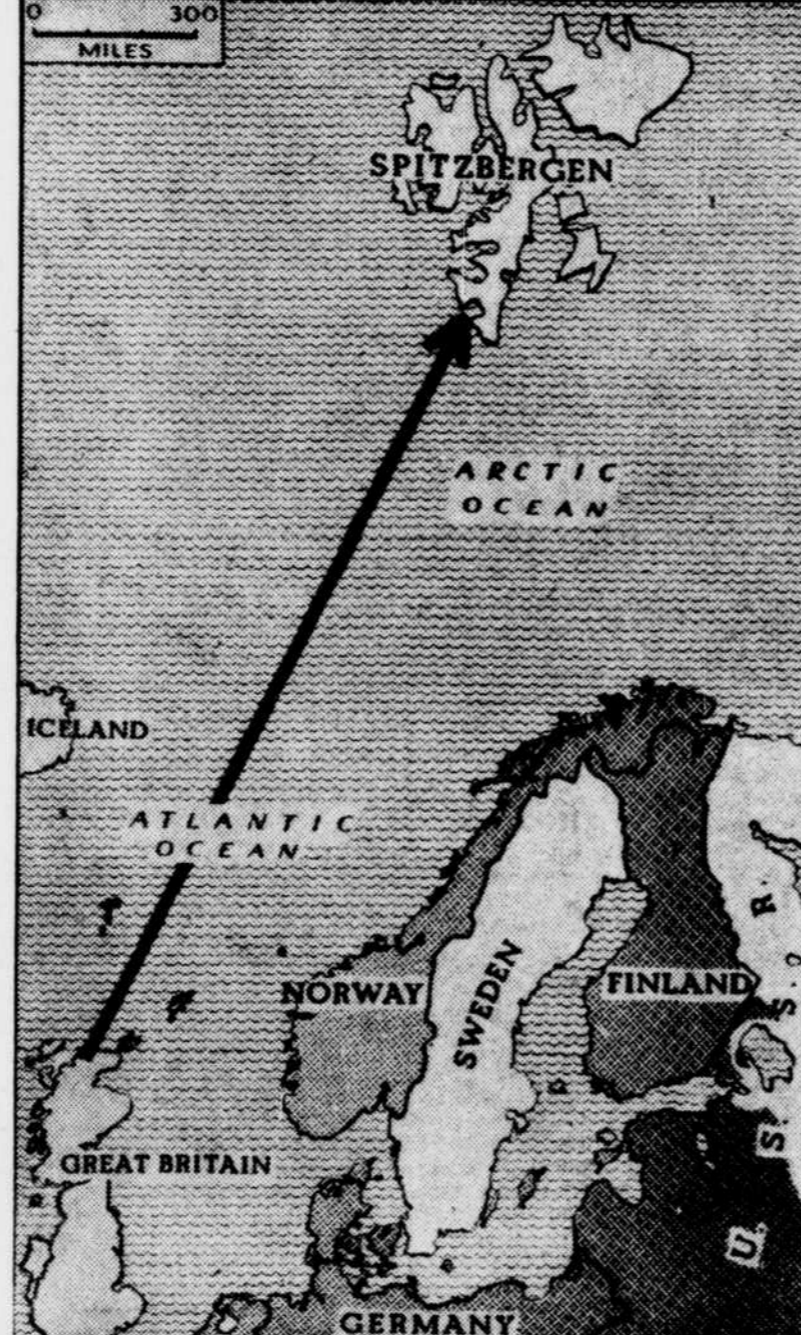 0 300
MILES
SPITZBERGEN
ARCTIC
OCEAN
ICELAND
ATLANTIC
OCEAN
NORWAY
SWEDEN
FINLAND
GREAT BRITAIN
U. S. S. R.
GERMANY